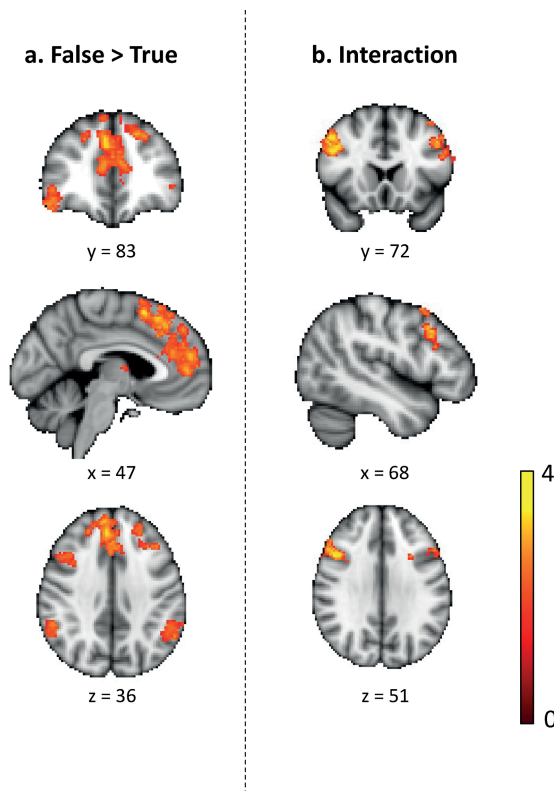 a. False > True
b. Interaction
y = 83
y = 72
x = 47
x = 68
4
z = 36
z = 51
0